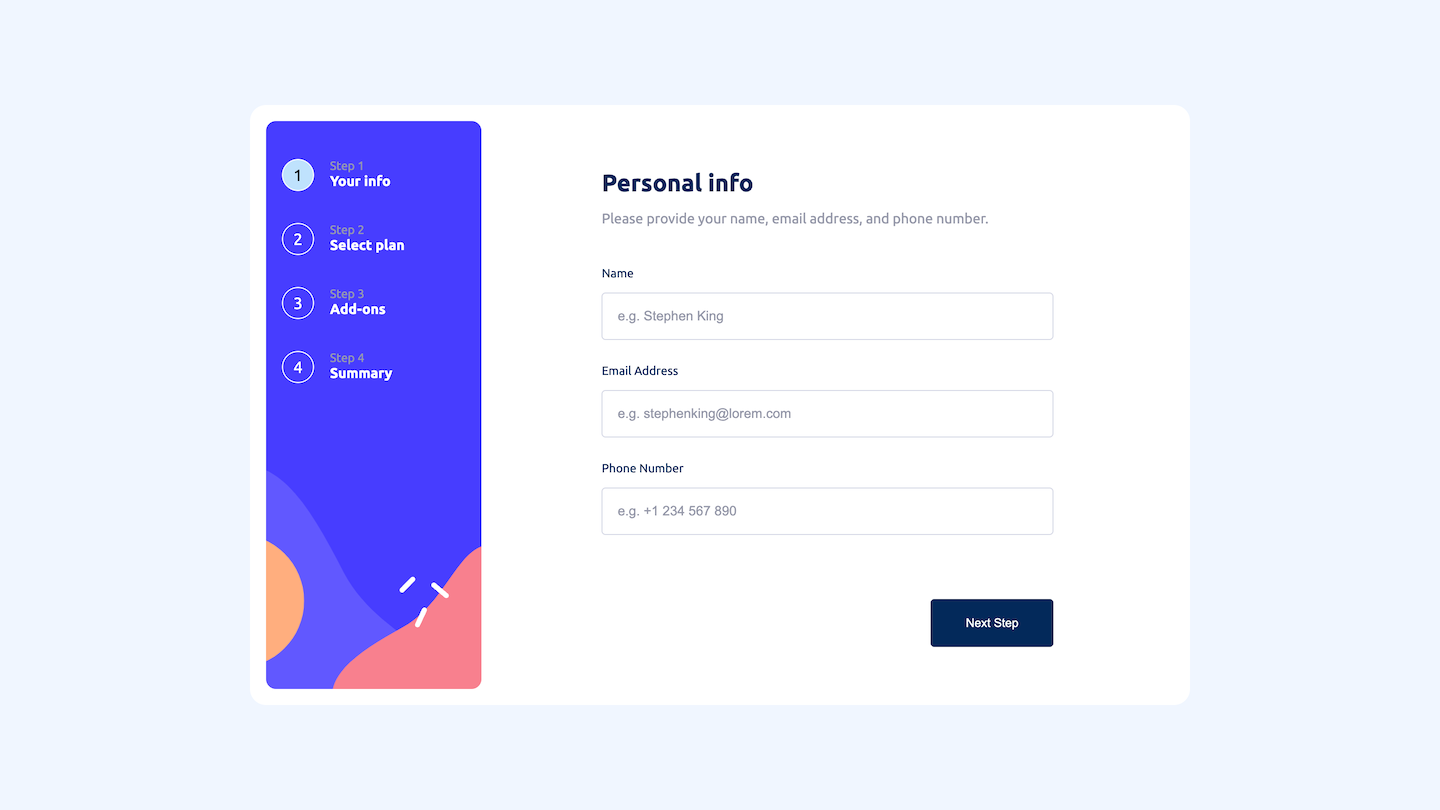 1
Step 1
Your info
2
Step 2
Select plan
3
Step 3
Add-ons
4
Step 4
Summary
Personal info
Please provide your name, email address, and phone number.
Name
e.g. Stephen King
Email Address
e.g. stephenking@lorem.com
Phone Number
e.g. +1 234 567 890
Next Step